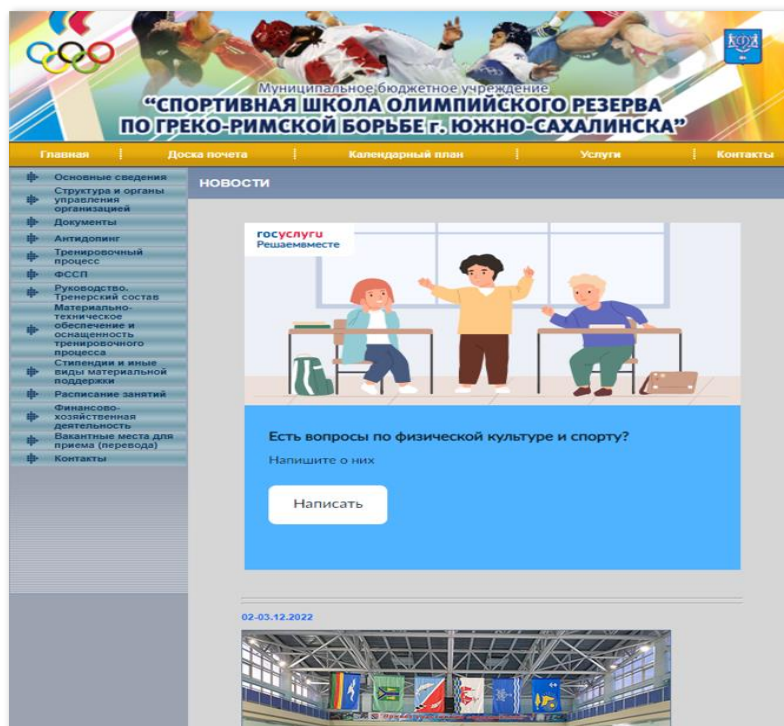 Муниципальное бюджетное учреждение
“СПОРТИВНАЯ ШКОЛА ОЛИМПИЙСКОГО РЕЗЕРВА
ПО ГРЕКО-РИМСКОЙ БОРЬБЕ г. ЮЖНО-САХАЛИНСКА”
Главная
Доска почета
Календарный план
Услуги
Контакты
Основные сведения
Структура и органы
управления
организацией
Документы
Антидопинг
Тренировочный
процесс
ФССП
Руководство.
Тренерский состав
Материально-
техническое
обеспечение и
оснащенность
тренировочного
процесса
Стипендии и иные
виды материальной
поддержки
Расписание занятий
Финансово-
хозяйственная
деятельность
Вакантные места для
приема (перевода)
Контакты
НОВОСТИ
госуслуги
Решаемвместе
Есть вопросы по физической культуре и спорту?
Напишите о них
Написать
02-03.12.2022